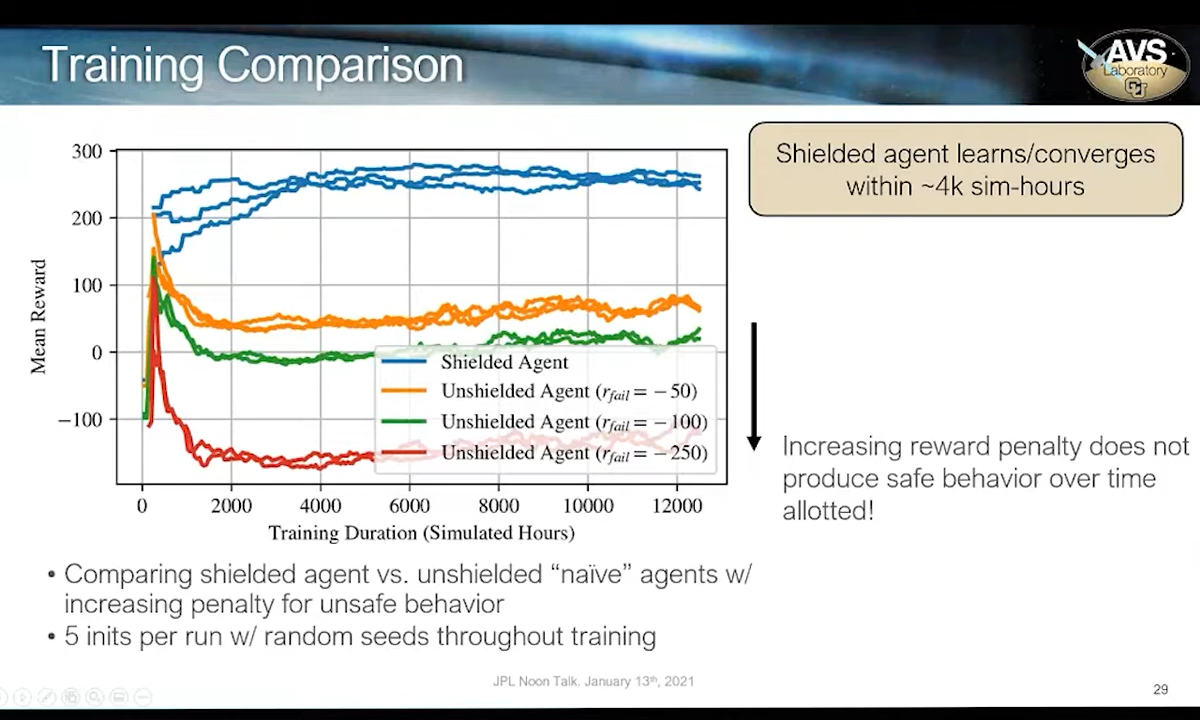 Training Comparison
AVS
Laboratory
CU
Shielded agent learns/converges
within ~4k sim-hours
300
200
100
0
−100
Mean Reward
0 2000 4000 6000 8000 10000 12000
Training Duration (Simulated Hours)
Shielded Agent
Unshielded Agent (r_fail = −50)
Unshielded Agent (r_fail = −100)
Unshielded Agent (r_fail = −250)
Increasing reward penalty does not
produce safe behavior over time
allotted!
• Comparing shielded agent vs. unshielded “naïve” agents w/
increasing penalty for unsafe behavior
• 5 inits per run w/ random seeds throughout training
JPL Noon Talk. January 13th, 2021
29